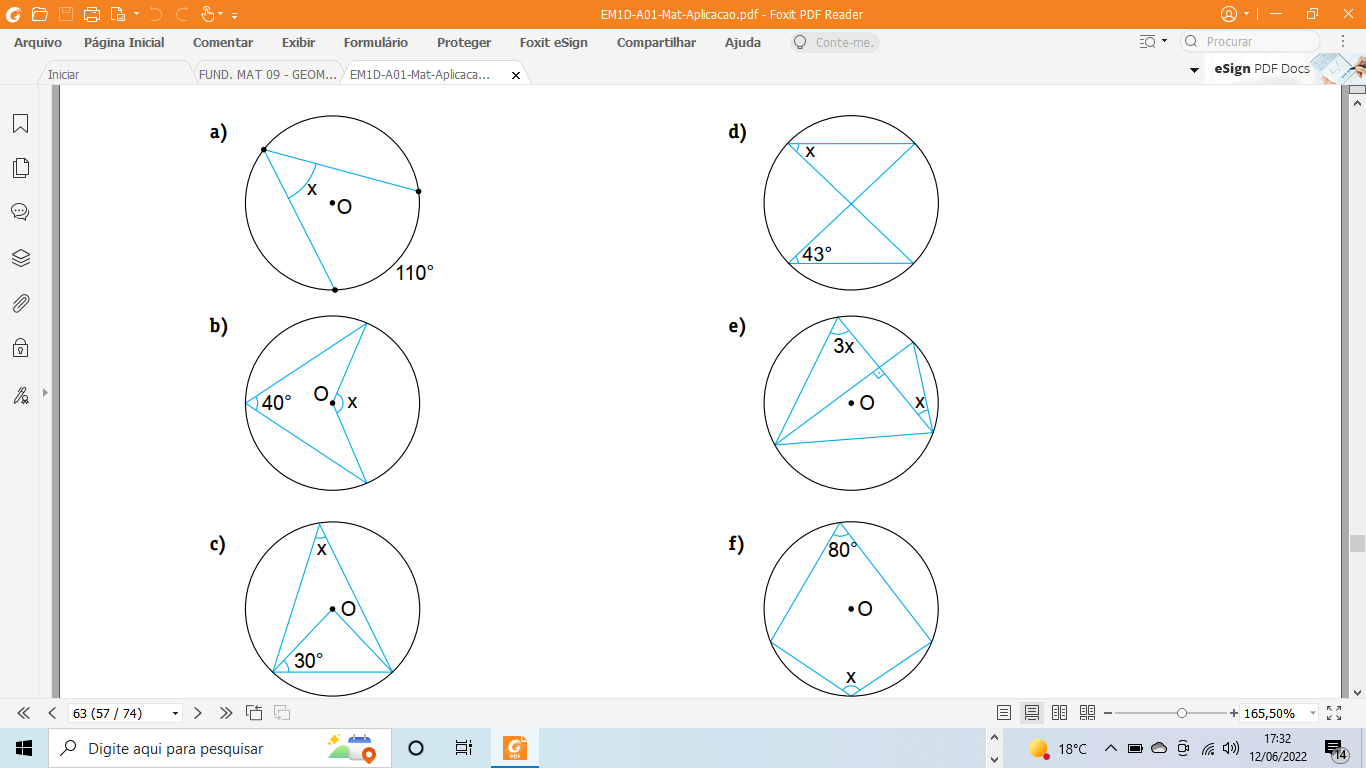 EM1D-A01-Mat-Aplicacao.pdf - Foxit PDF Reader
Arquivo Página Inicial Comentar Exibir Formulário Proteger Foxit eSign Compartilhar Ajuda Conte-me. Procurar
Iniciar FUND. MAT 09 - GEOM... EM1D-A01-Mat-Aplicaca... eSign PDF Docs
a)
x
O
110°
d)
x
43°
b)
40°
O
x
e)
3x
O
x
c)
x
O
30°
f)
80°
O
x
63 (57 / 74) 165,50%
Digite aqui para pesquisar
PDF
18°C
17:32
12/06/2022
14